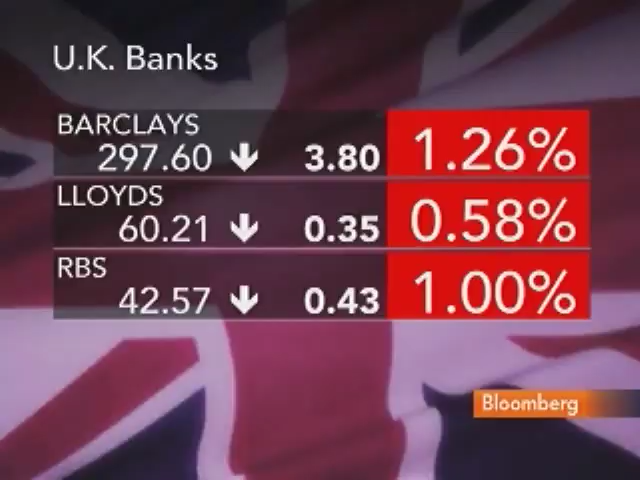 U.K. Banks
BARCLAYS
297.60 ↓ 3.80 1.26%
LLOYDS
60.21 ↓ 0.35 0.58%
RBS
42.57 ↓ 0.43 1.00%
Bloomberg